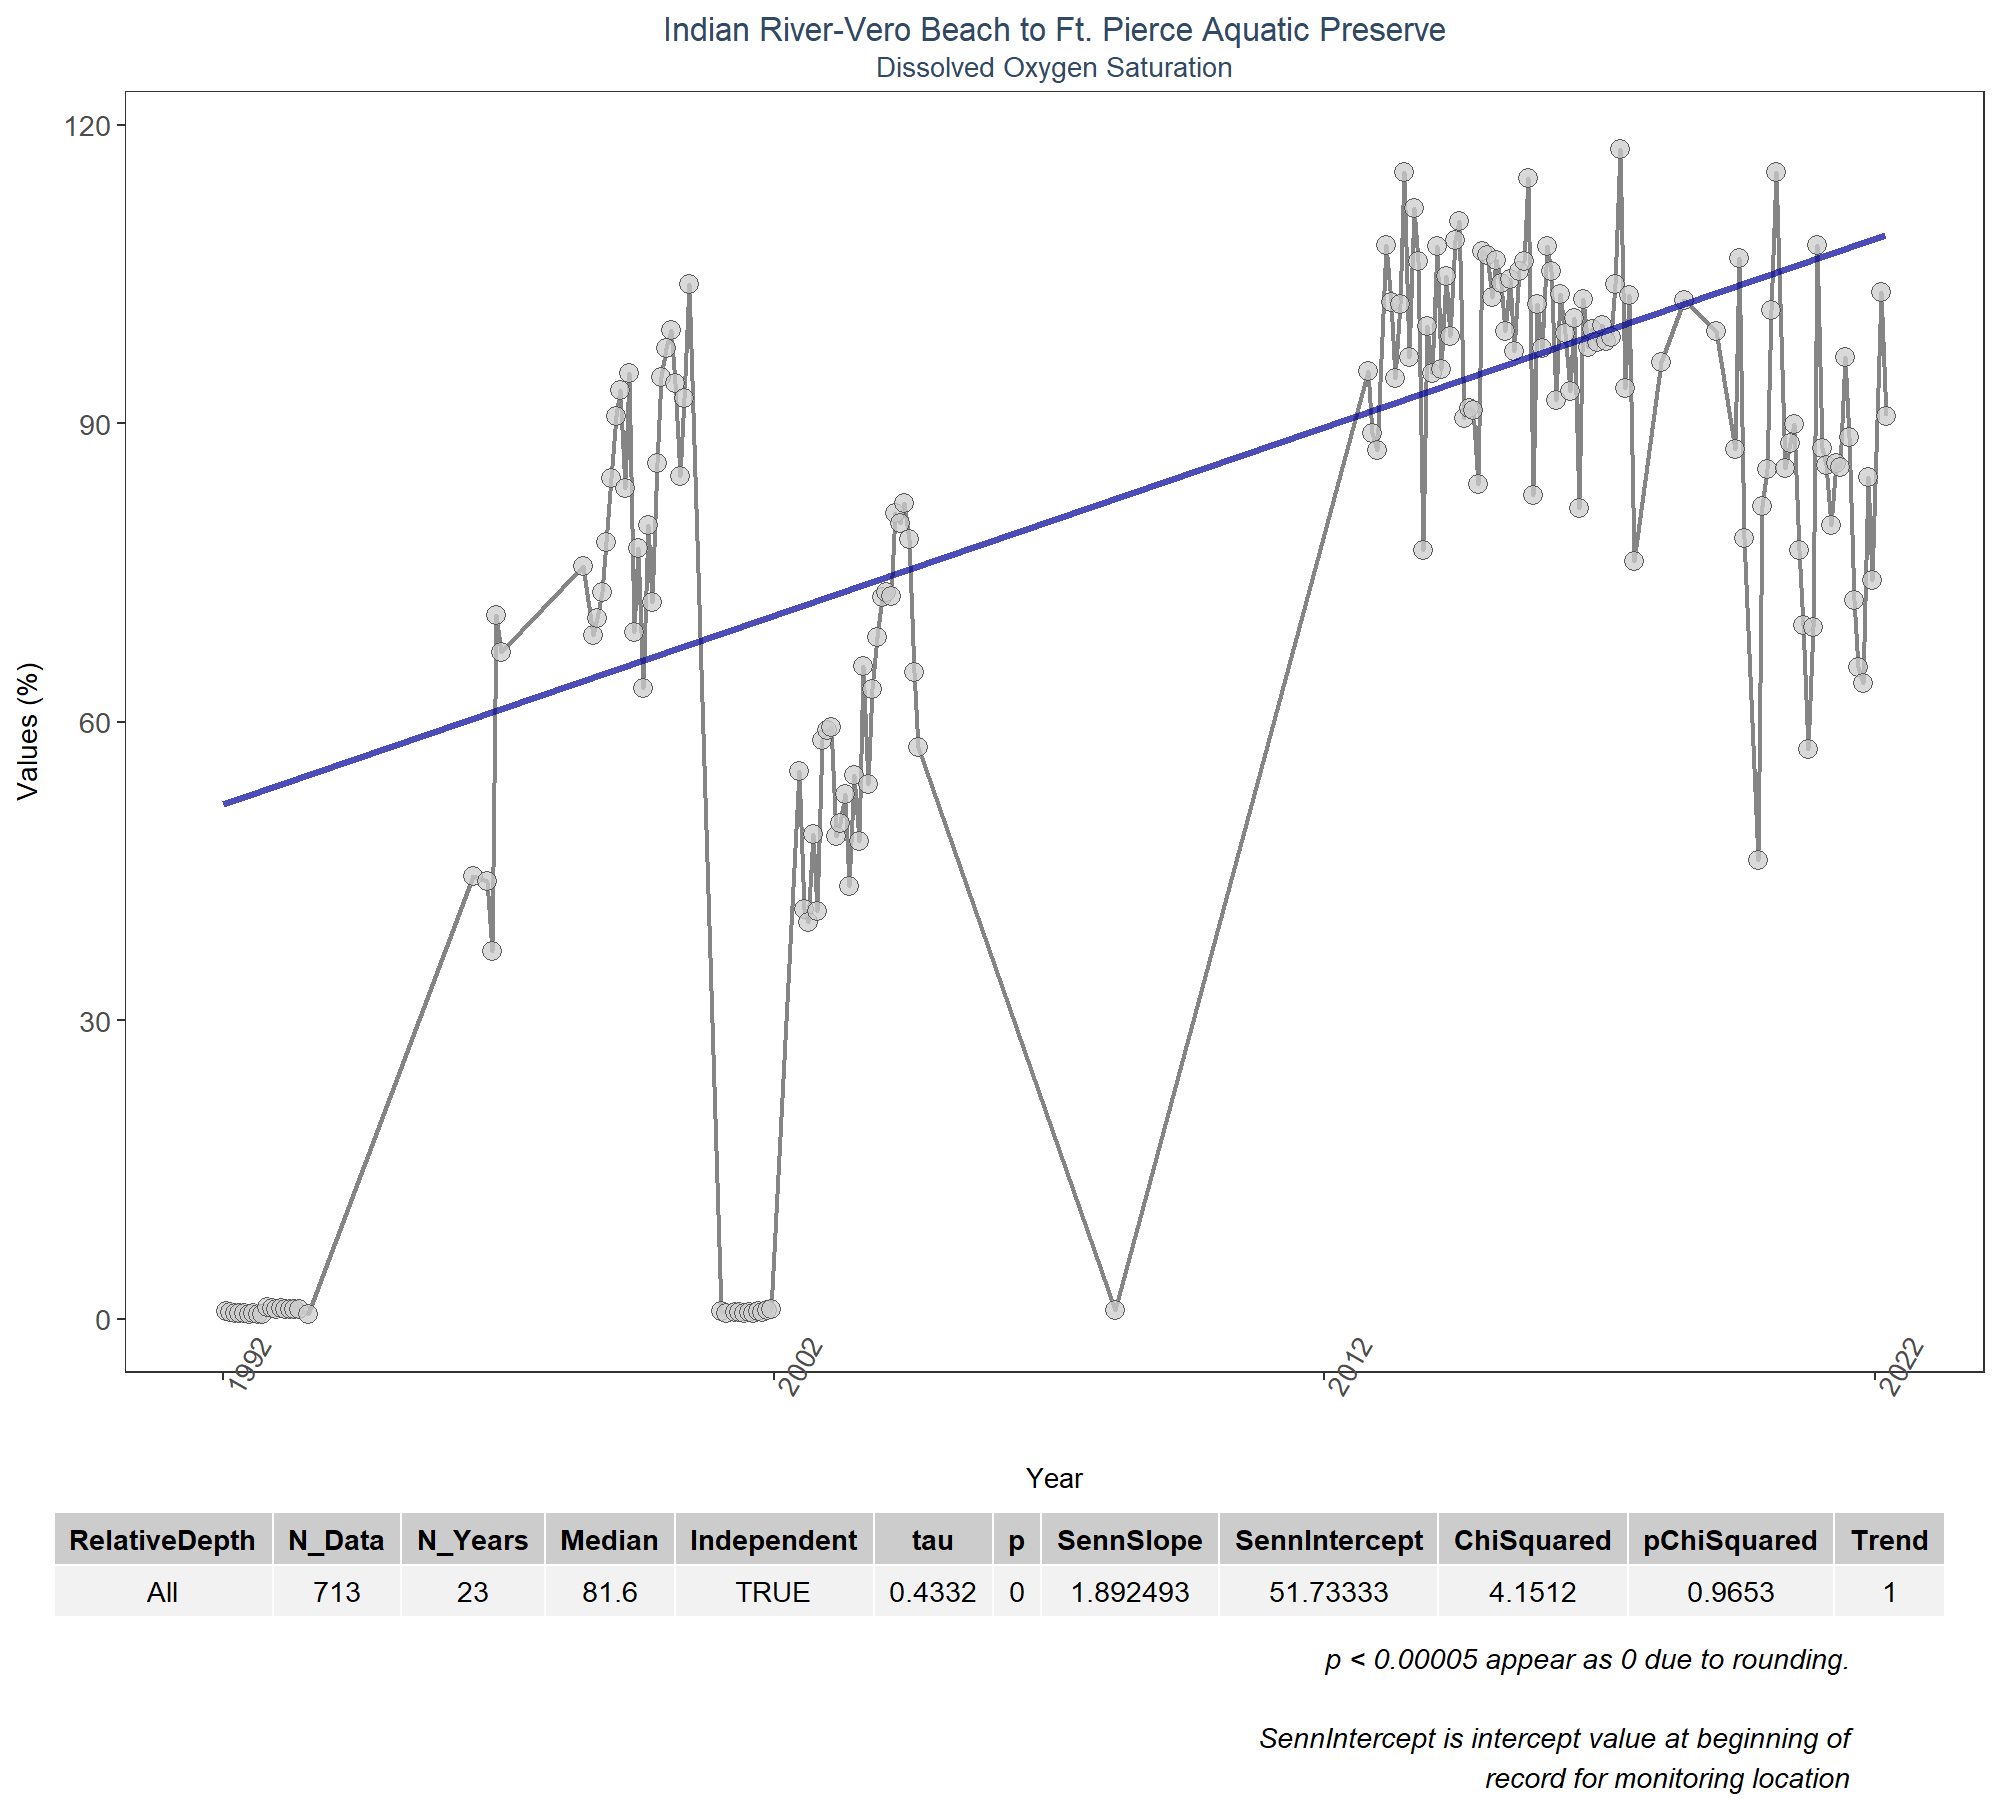 Indian River-Vero Beach to Ft. Pierce Aquatic Preserve
Dissolved Oxygen Saturation
120
90
60
30
0
Values (%)
1992
2002
2012
2022
Year
RelativeDepth N_Data N_Years Median Independent tau p SennSlope SennIntercept ChiSquared pChiSquared Trend
All 713 23 81.6 TRUE 0.4332 0 1.892493 51.73333 4.1512 0.9653 1
p < 0.00005 appear as 0 due to rounding.
SennIntercept is intercept value at beginning of
record for monitoring location